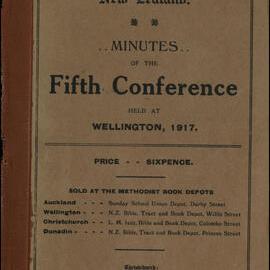 New Zealand.
..MINUTES..
OF THE
Fifth Conference
HELD AT
WELLINGTON, 1917.
PRICE - - SIXPENCE.
SOLD AT THE METHODIST BOOK DEPOTS
Auckland - - - Sunday School Union Depot, Darby Street
Wellington - - - N.Z. Bible, Tract and Book Depot, Willis Street
Christchurch - - L. M. Isitt, Bible and Book Depot, Colombo Street
Dunedin - - - N.Z. Bible, Tract and Book Depot, Princes Street
Christchurch: